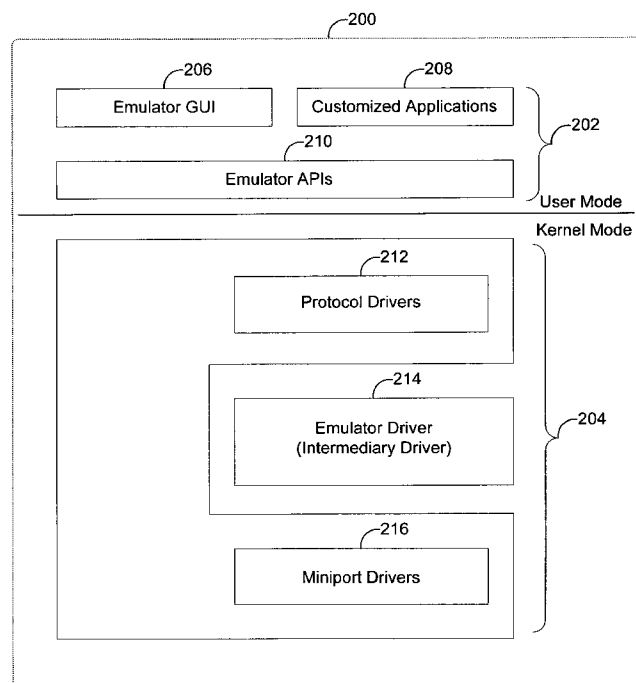 200
206
208
Emulator GUI
Customized Applications
202
210
Emulator APIs
User Mode
Kernel Mode
212
Protocol Drivers
214
Emulator Driver
(Intermediary Driver)
204
216
Miniport Drivers